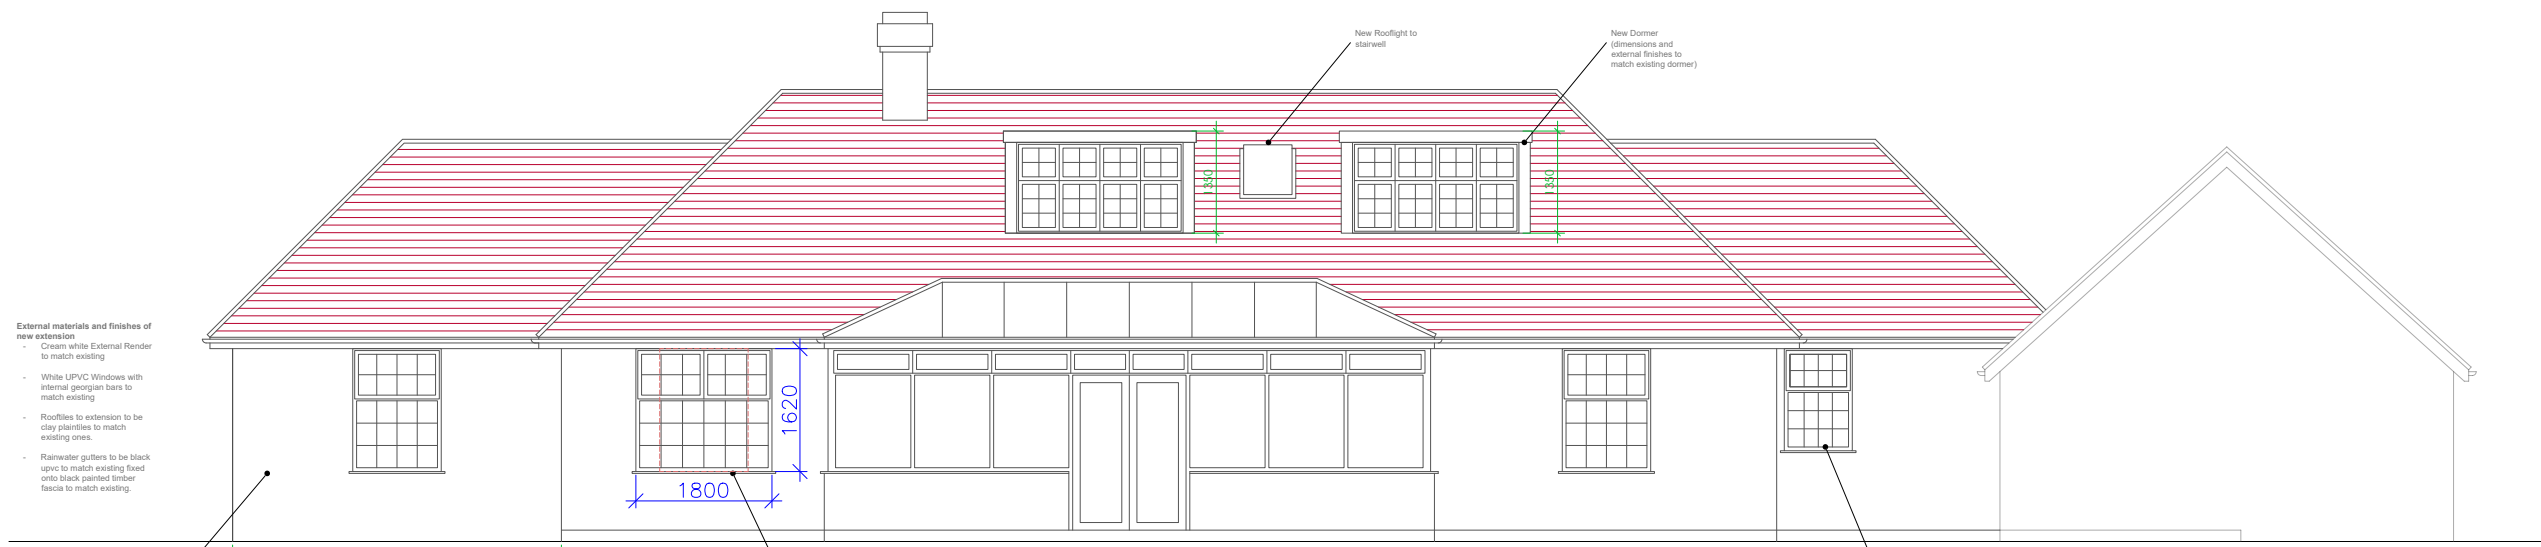 New Rooflight to
stairwell
New Dormer
(dimensions and
external finishes to
match existing dormer)
1350
1350
External materials and finishes of
new extension
- Cream white External Render
to match existing
- White UPVC Windows with
internal georgian bars to
match existing
- Rooftiles to extension to be
clay plaintiles to match
existing ones.
- Rainwater gutters to be black
upvc to match existing fixed
onto black painted timber
fascia to match existing.
1620
1800